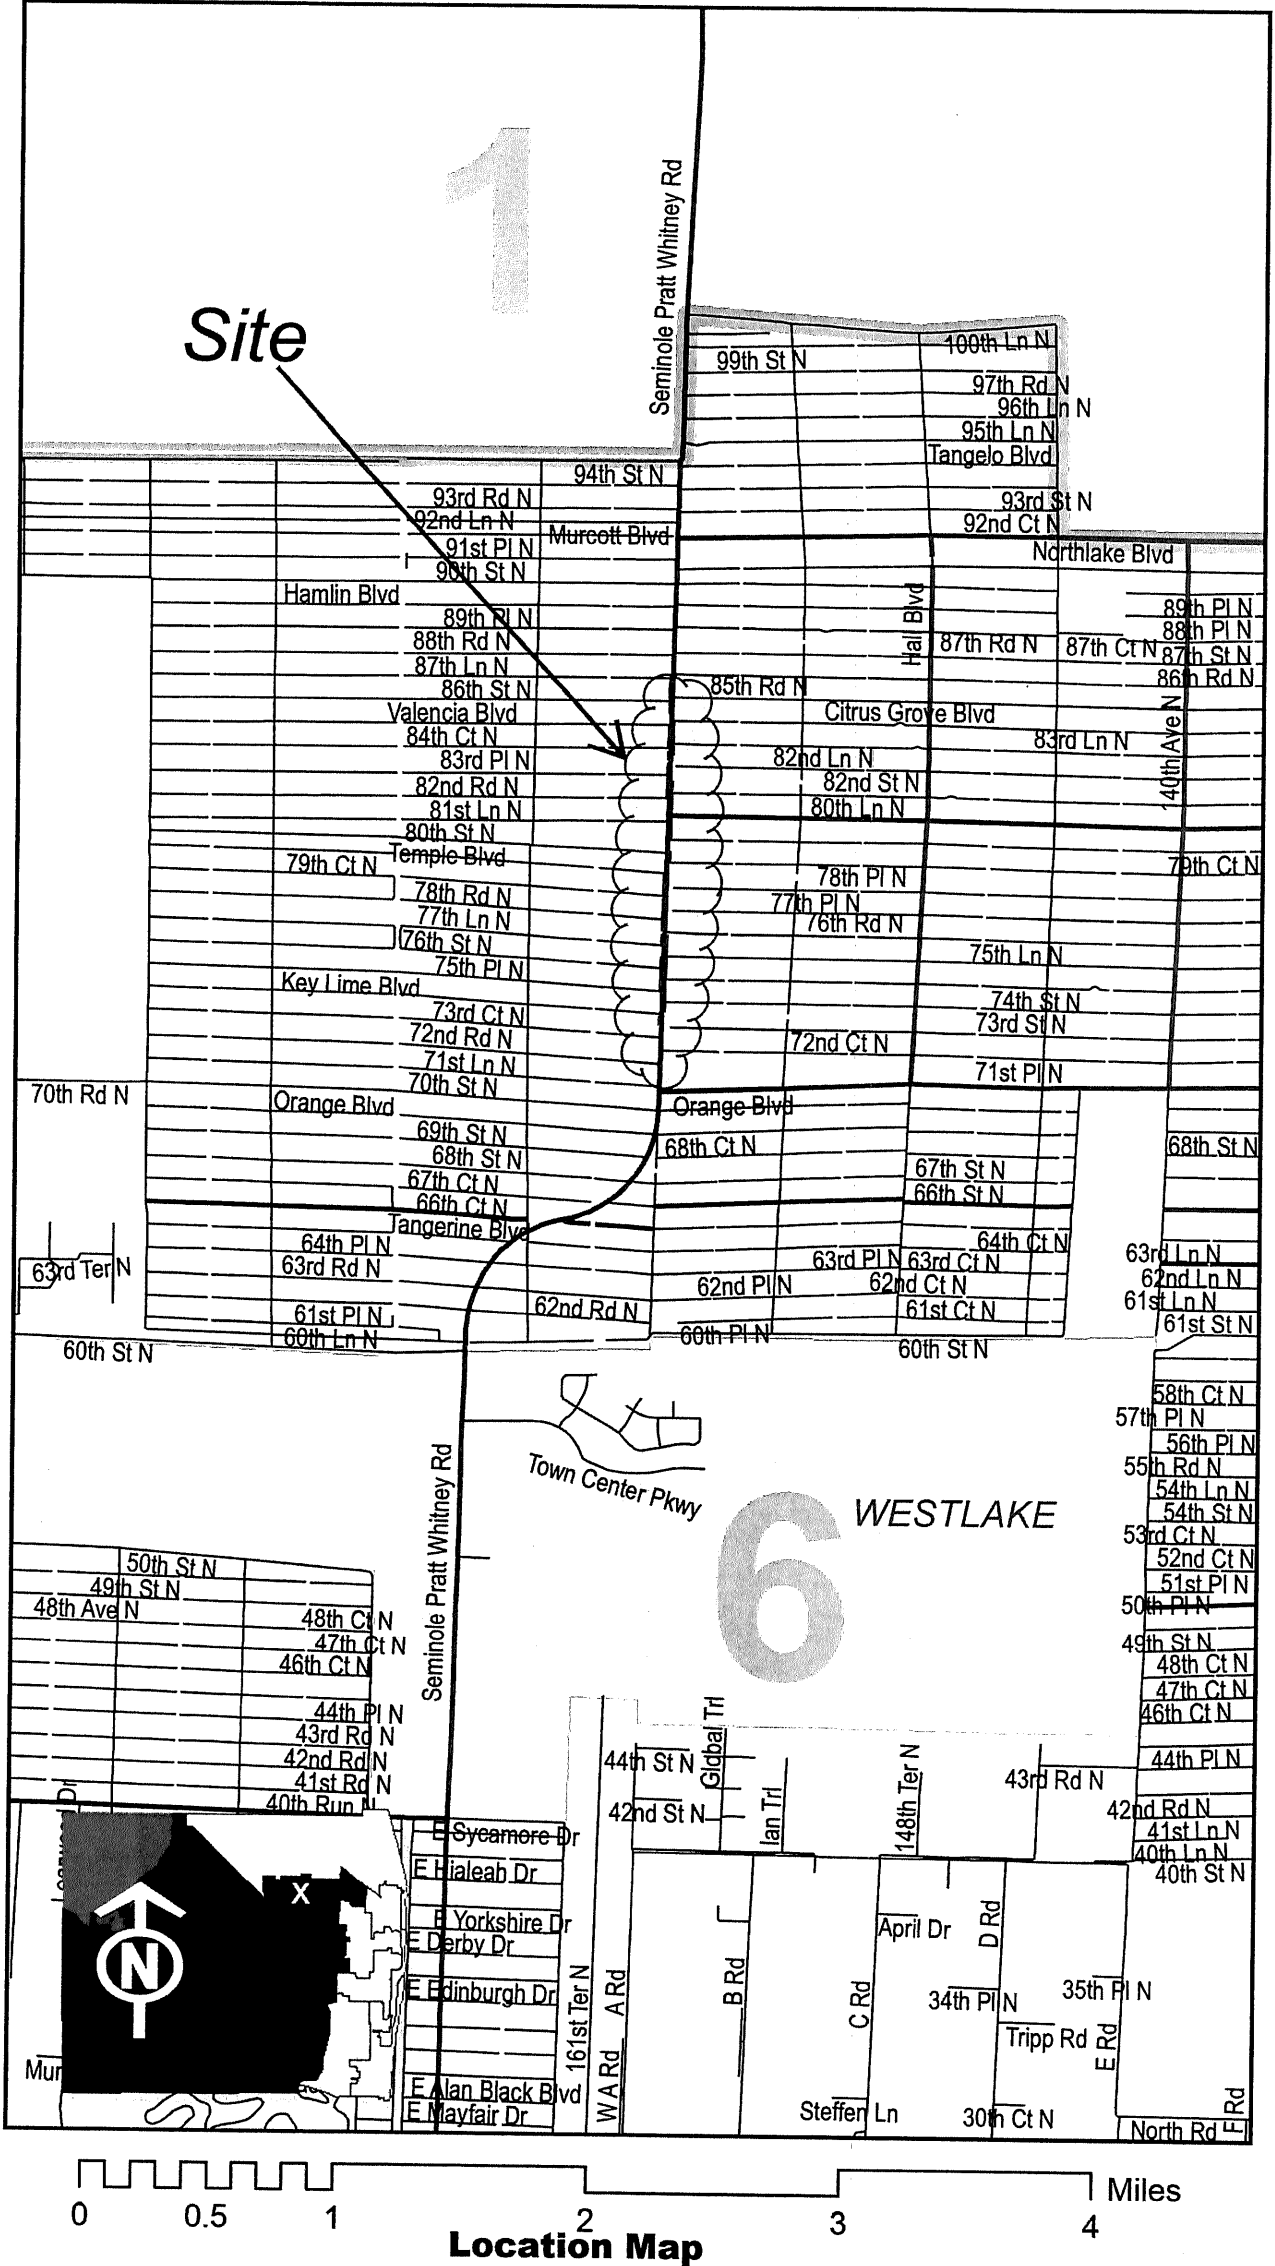 1
Seminole Pratt Whitney Rd
Site
100th Ln N
99th St N
97th Rd N
96th Ln N
95th Ln N
Tangelo Blvd
94th St N
93rd Rd N
93rd St N
92nd Ln N
92nd Ct N
Murcott Blvd
91st Pl N
Northlake Blvd
90th St N
Hamlin Blvd
Hall Blvd
89th Pl N
89th Pl N
88th Rd N
88th Pl N
87th Rd N
87th Ct N
87th St N
87th Ln N
86th Rd N
86th St N
85th Rd N
Valencia Blvd
Citrus Grove Blvd
140th Ave N
84th Ct N
83rd Ln N
83rd Pl N
82nd Ln N
82nd Rd N
82nd St N
81st Ln N
80th Ln N
80th St N
Temple Blvd
79th Ct N
79th Ct N
78th Rd N
78th Pl N
77th Ln N
77th Pl N
76th St N
76th Rd N
75th Pl N
75th Ln N
Key Lime Blvd
74th St N
73rd Ct N
73rd St N
72nd Rd N
72nd Ct N
71st Ln N
71st Pl N
70th St N
70th Rd N
Orange Blvd
Orange Blvd
69th St N
68th Ct N
68th St N
68th St N
67th Ct N
67th St N
66th Ct N
66th St N
Tangerine Blvd
64th Pl N
64th Ct N
63rd Ter N
63rd Rd N
63rd Pl N
63rd Ct N
63rd Ln N
62nd Pl N
62nd Ct N
62nd Ln N
62nd Rd N
61st Pl N
61st Ct N
61st Ln N
61st St N
60th Ln N
60th Pl N
60th St N
60th St N
58th Ct N
57th Pl N
56th Pl N
55th Rd N
54th Ln N
54th St N
53rd Ct N
52nd Ct N
51st Pl N
50th Pl N
49th St N
48th Ct N
47th Ct N
46th Ct N
Town Center Pkwy
6
WESTLAKE
Seminole Pratt Whitney Rd
50th St N
49th St N
48th Ave N
48th Ct N
47th Ct N
46th Ct N
44th Pl N
43rd Rd N
42nd Rd N
41st Rd N
40th Run N
44th St N
Global Trl
42nd St N
Ian Trl
148th Ter N
43rd Rd N
44th Pl N
42nd Rd N
41st Ln N
40th Ln N
40th St N
E Sycamore Dr
E Hialeah Dr
X
E Yorkshire Dr
E Derby Dr
N
E Edinburgh Dr
E Alan Black Blvd
E Mayfair Dr
161st Ter N
A Rd
W A Rd
B Rd
C Rd
April Dr
D Rd
34th Pl N
35th Pl N
Tripp Rd
E Rd
Steffen Ln
30th Ct N
North Rd
F Rd
0 0.5 1 2 3 4 Miles
Location Map